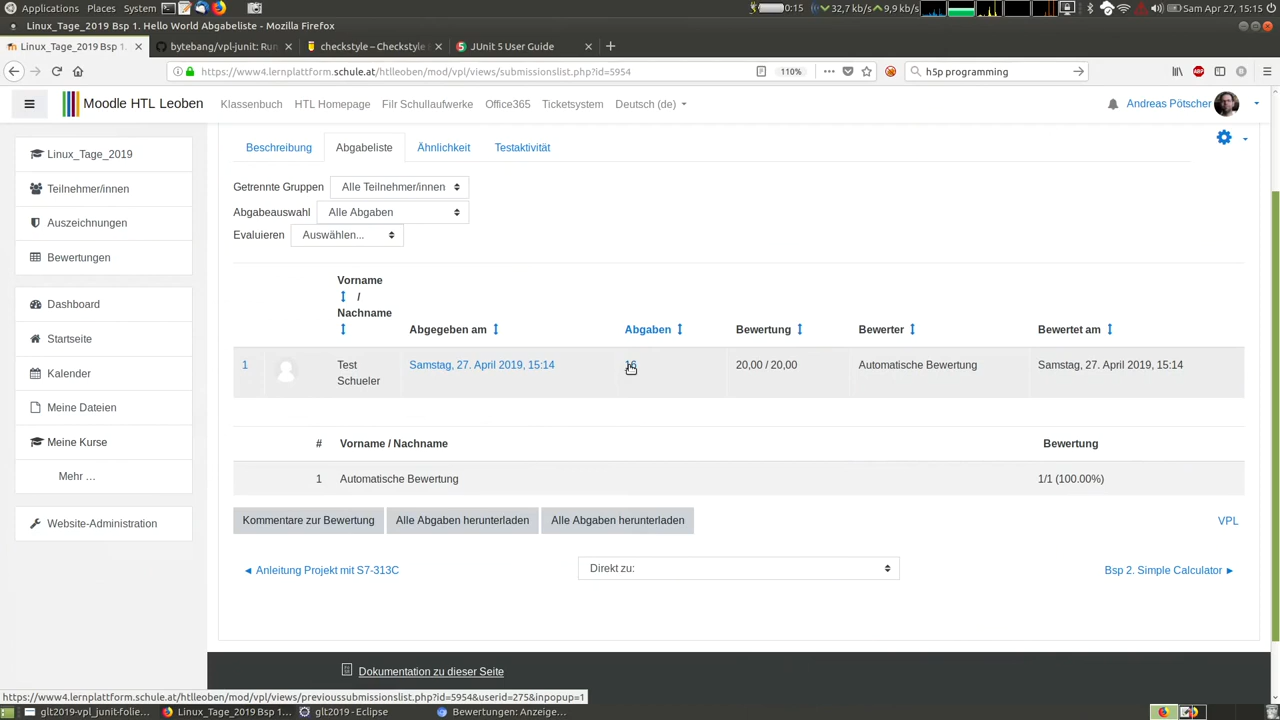 Applications Places System 0:15 32,7 kb/s 9,9 kb/s Sam Apr 27, 15:15
Linux_Tage_2019 Bsp 1. Hello World Abgabeliste - Mozilla Firefox
Linux_Tage_2019 Bsp 1. × bytebang/vpl-junit: Run × checkstyle – Checkstyle × JUnit 5 User Guide × +
https://www4.lernplattform.schule.at/htlleoben/mod/vpl/views/submissionslist.php?id=5954 110% h5p programming
Moodle HTL Leoben Klassenbuch HTL Homepage Filr Schullaufwerke Office365 Ticketsystem Deutsch (de) Andreas Pötscher
Linux_Tage_2019
Teilnehmer/innen
Auszeichnungen
Bewertungen
Dashboard
Startseite
Kalender
Meine Dateien
Meine Kurse
Mehr …
Website-Administration
Beschreibung Abgabeliste Ähnlichkeit Testaktivität
Getrennte Gruppen Alle Teilnehmer/innen
Abgabeauswahl Alle Abgaben
Evaluieren Auswählen...
Vorname
/
Nachname
Abgegeben am Abgaben Bewertung Bewerter Bewertet am
1 Test Schueler Samstag, 27. April 2019, 15:14 16 20,00 / 20,00 Automatische Bewertung Samstag, 27. April 2019, 15:14
# Vorname / Nachname Bewertung
1 Automatische Bewertung 1/1 (100.00%)
Kommentare zur Bewertung Alle Abgaben herunterladen Alle Abgaben herunterladen VPL
◄ Anleitung Projekt mit S7-313C Direkt zu: Bsp 2. Simple Calculator ►
Dokumentation zu dieser Seite
https://www4.lernplattform.schule.at/htlleoben/mod/vpl/views/previoussubmissionslist.php?id=5954&userid=275&inpopup=1
glt2019-vpl_junit-folie... Linux_Tage_2019 Bsp 1... glt2019 - Eclipse Bewertungen: Anzeige...